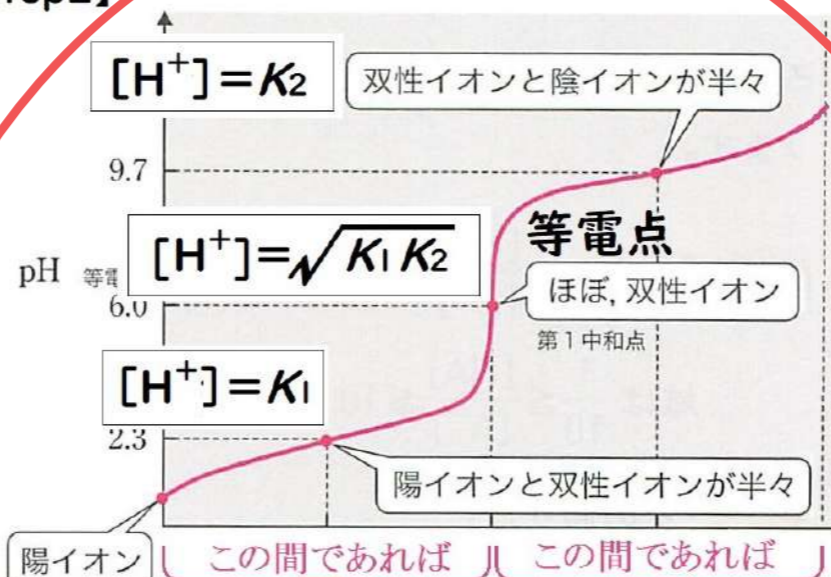 [H⁺]=K₂
双性イオンと陰イオンが半々
9.7
[H⁺]=√K₁K₂
等電点
pH
等電
6.0
ほぼ,双性イオン
第1中和点
[H⁺]=K₁
2.3
陽イオンと双性イオンが半々
陽イオン
この間であれば
この間であれば